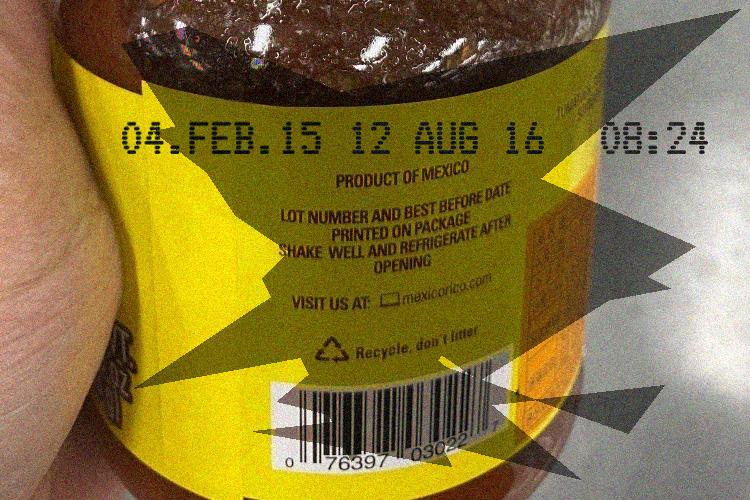 04.FEB.15 12 AUG 16 08:24
PRODUCT OF MEXICO
LOT NUMBER AND BEST BEFORE DATE
PRINTED ON PACKAGE
SHAKE WELL AND REFRIGERATE AFTER
OPENING
VISIT US AT: mexicorico.com
Recycle, don't litter
0 76397 03022 7